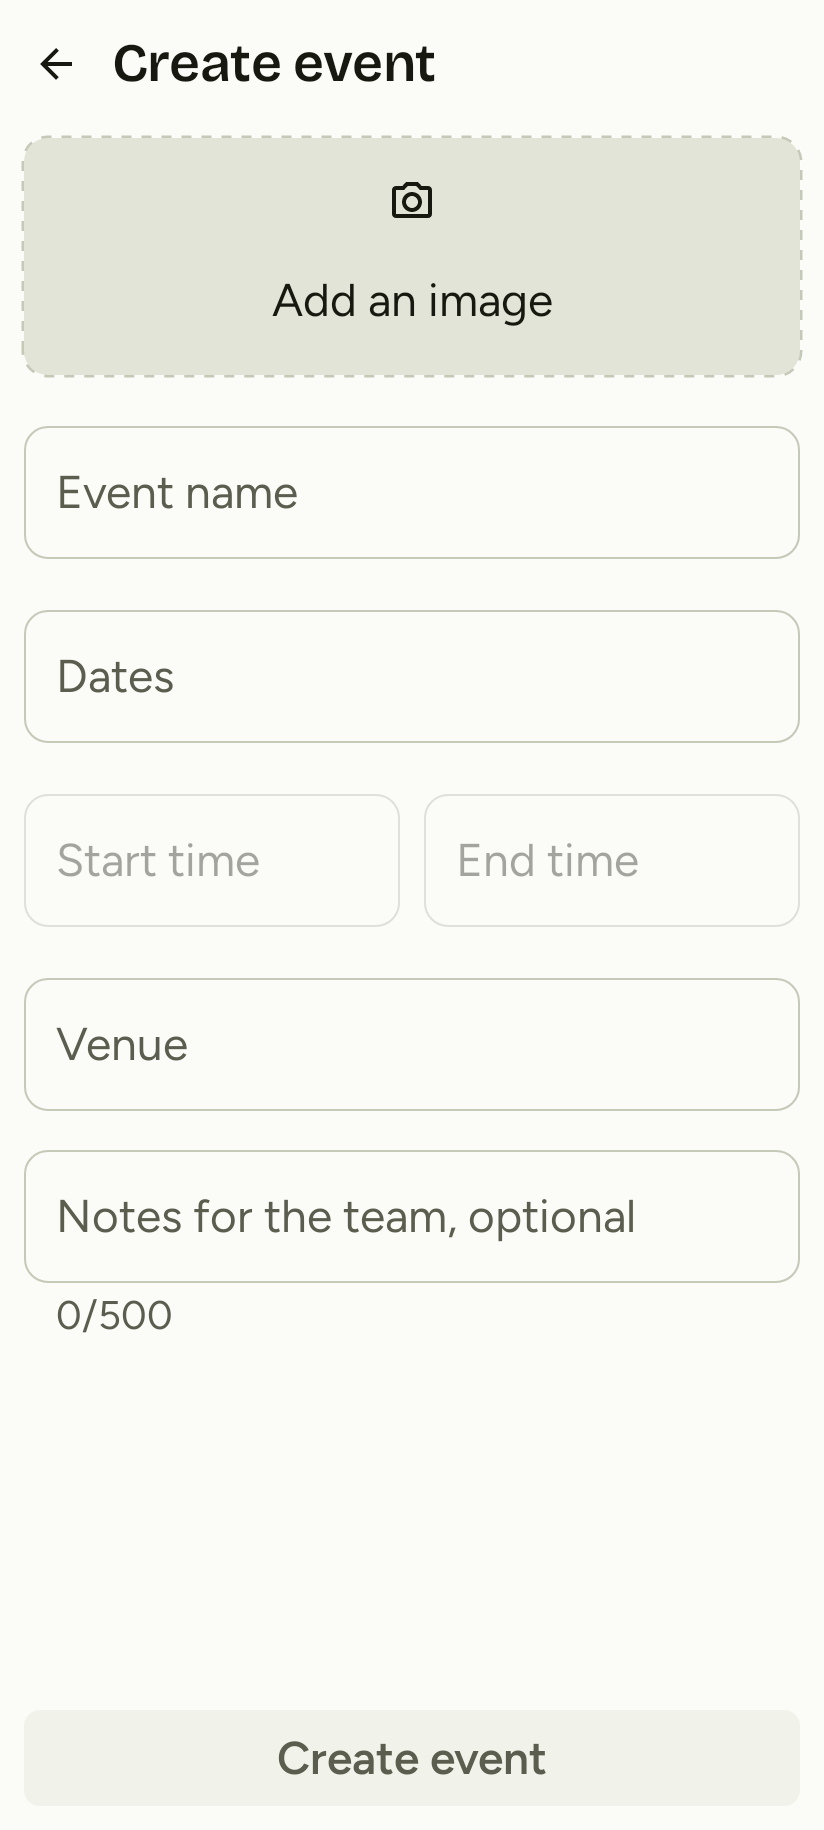 Create event
Add an image
Event name
Dates
Start time
End time
Venue
Notes for the team, optional
0/500
Create event